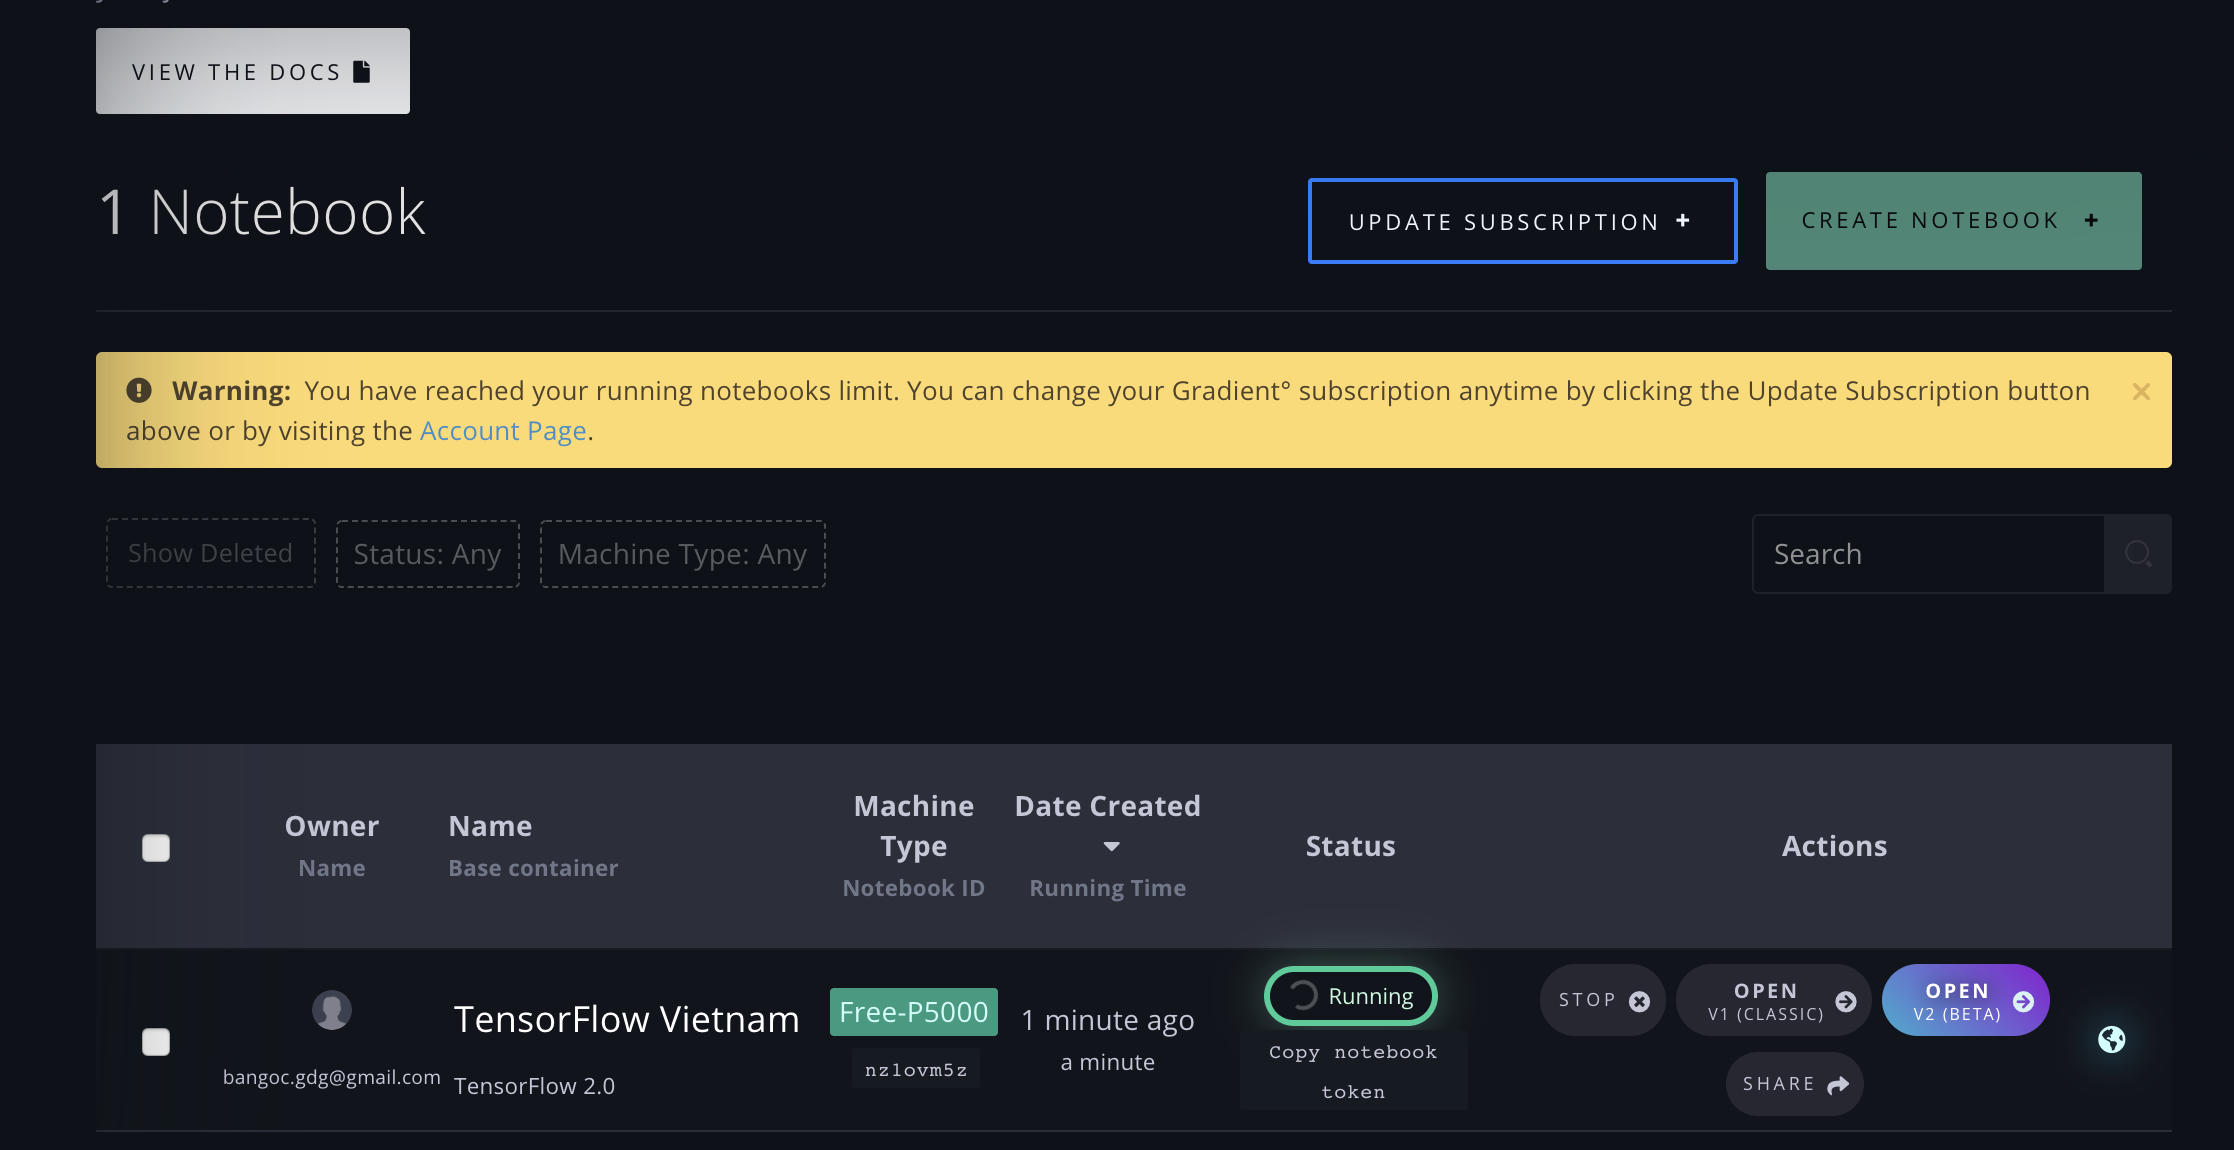 VIEW THE DOCS
1 Notebook
UPDATE SUBSCRIPTION +
CREATE NOTEBOOK +
Warning: You have reached your running notebooks limit. You can change your Gradient° subscription anytime by clicking the Update Subscription button
above or by visiting the Account Page.
Show Deleted
Status: Any
Machine Type: Any
Search
Owner
Name
Name
Base container
Machine
Type
Notebook ID
Date Created
Running Time
Status
Actions
bangoc.gdg@gmail.com
TensorFlow Vietnam
TensorFlow 2.0
Free-P5000
nzlovm5z
1 minute ago
a minute
Running
Copy notebook
token
STOP
OPEN
V1 (CLASSIC)
OPEN
V2 (BETA)
SHARE